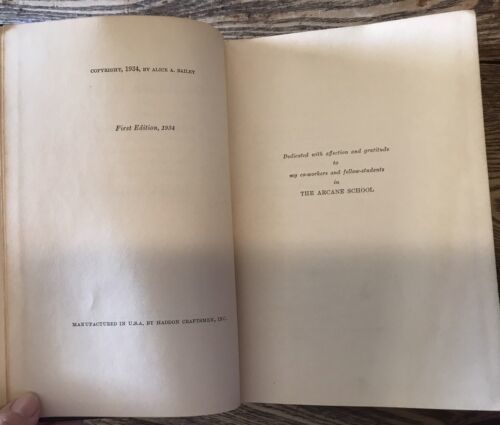 COPYRIGHT, 1934, BY ALICE A. BAILEY
First Edition, 1934
MANUFACTURED IN U.S.A. BY HADDON CRAFTSMEN, INC.
Dedicated with affection and gratitude
to
my co-workers and fellow-students
in
THE ARCANE SCHOOL